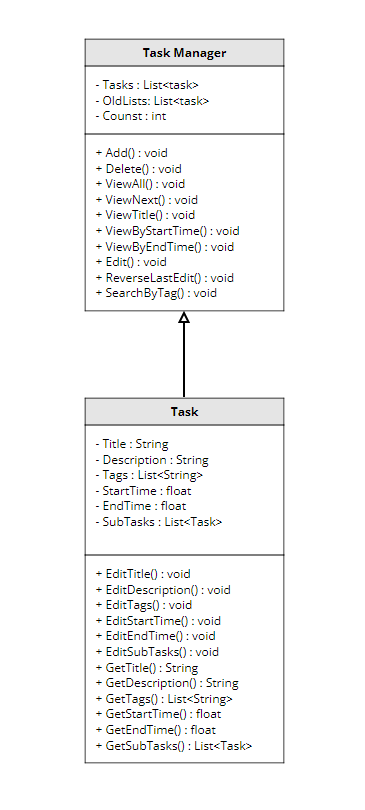 Task Manager
- Tasks : List<task>
- OldLists: List<task>
- Counst : int
+ Add() : void
+ Delete() : void
+ ViewAll() : void
+ ViewNext() : void
+ ViewTitle() : void
+ ViewByStartTime() : void
+ ViewByEndTime() : void
+ Edit() : void
+ ReverseLastEdit() : void
+ SearchByTag() : void
Task
- Title : String
- Description : String
- Tags : List<String>
- StartTime : float
- EndTime : float
- SubTasks : List<Task>
+ EditTitle() : void
+ EditDescription() : void
+ EditTags() : void
+ EditStartTime() : void
+ EditEndTime() : void
+ EditSubTasks() : void
+ GetTitle() : String
+ GetDescription() : String
+ GetTags() : List<String>
+ GetStartTime() : float
+ GetEndTime() : float
+ GetSubTasks() : List<Task>